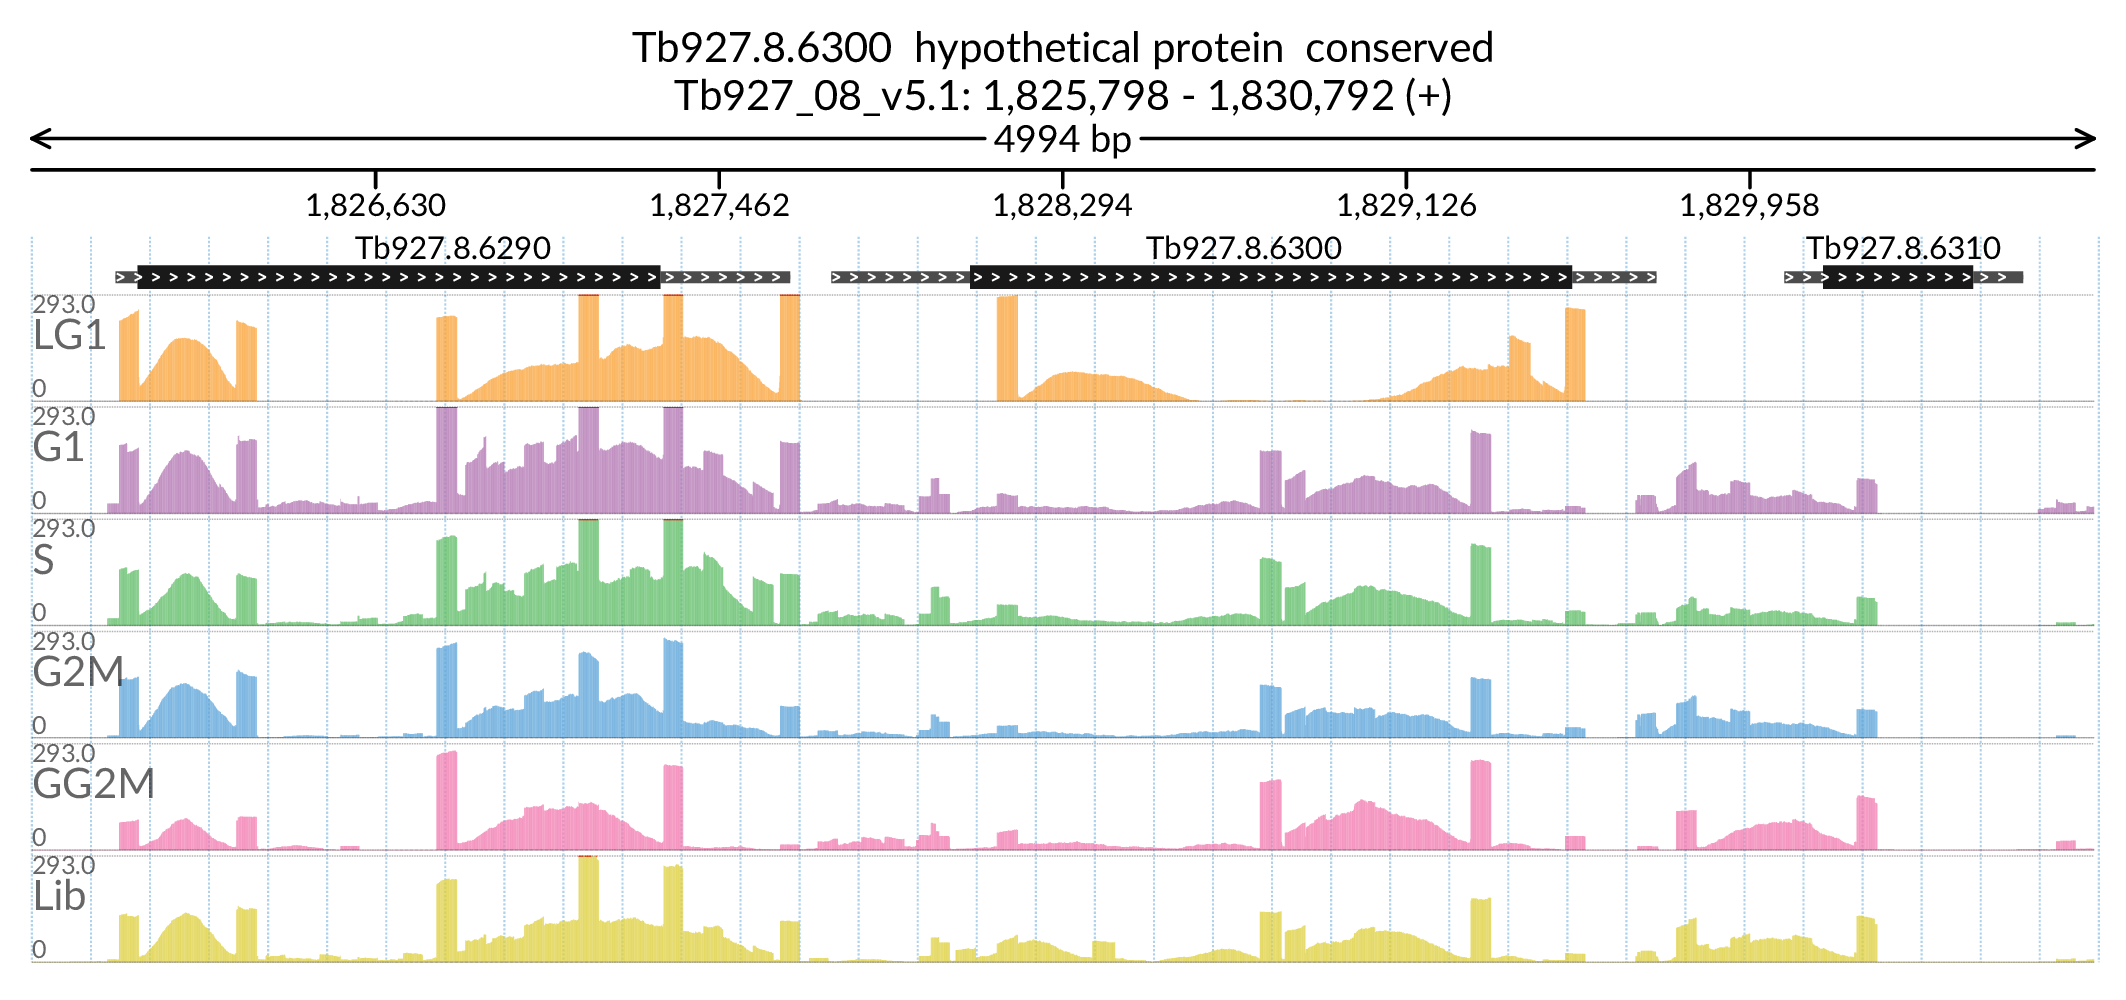 Tb927.8.6300  hypothetical protein  conserved
Tb927_08_v5.1: 1,825,798 - 1,830,792 (+)
4994 bp
1,826,630 1,827,462 1,828,294 1,829,126 1,829,958
Tb927.8.6290 Tb927.8.6300 Tb927.8.6310
293.0
LG1
0
293.0
G1
0
293.0
S
0
293.0
G2M
0
293.0
GG2M
0
293.0
Lib
0